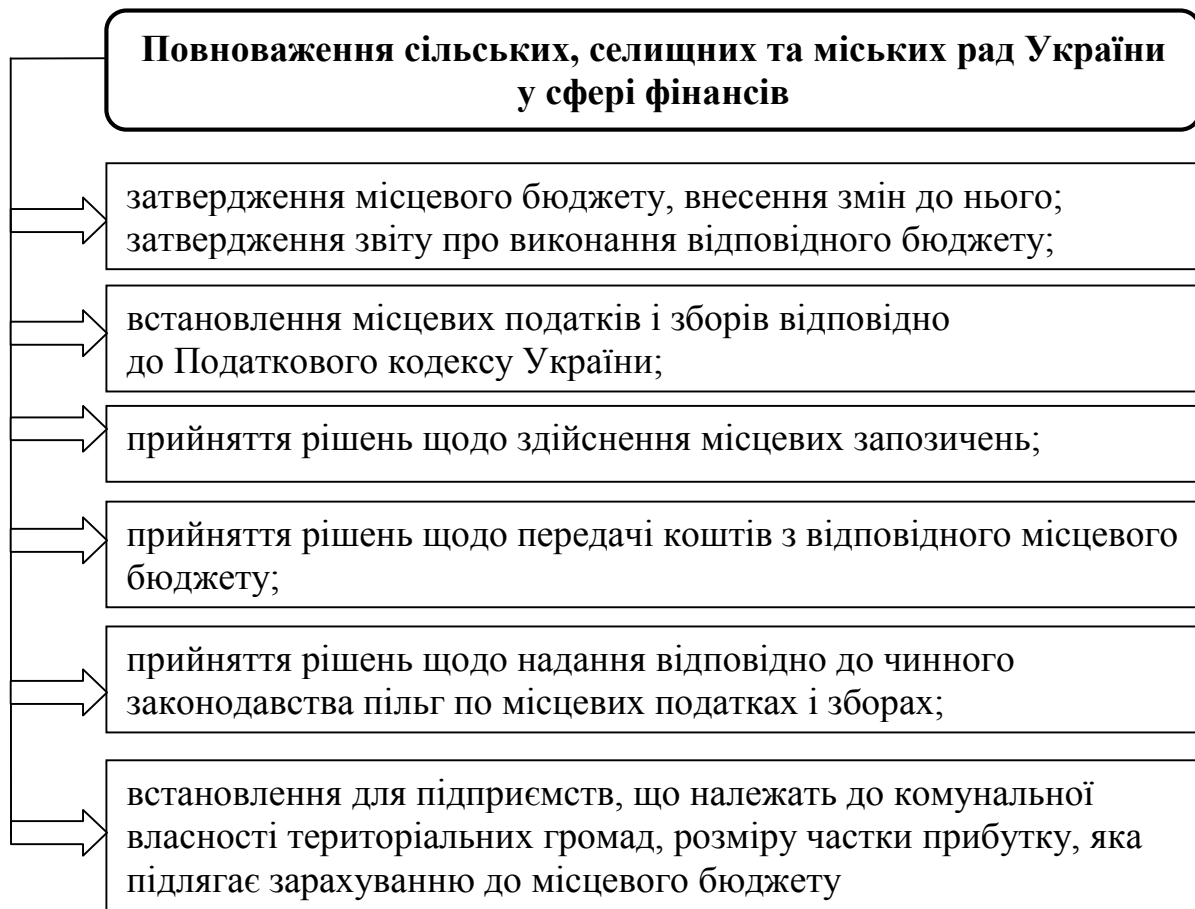 Повноваження сільських, селищних та міських рад України
у сфері фінансів
затвердження місцевого бюджету, внесення змін до нього;
затвердження звіту про виконання відповідного бюджету;
встановлення місцевих податків і зборів відповідно
до Податкового кодексу України;
прийняття рішень щодо здійснення місцевих запозичень;
прийняття рішень щодо передачі коштів з відповідного місцевого
бюджету;
прийняття рішень щодо надання відповідно до чинного
законодавства пільг по місцевих податках і зборах;
встановлення для підприємств, що належать до комунальної
власності територіальних громад, розміру частки прибутку, яка
підлягає зарахуванню до місцевого бюджету